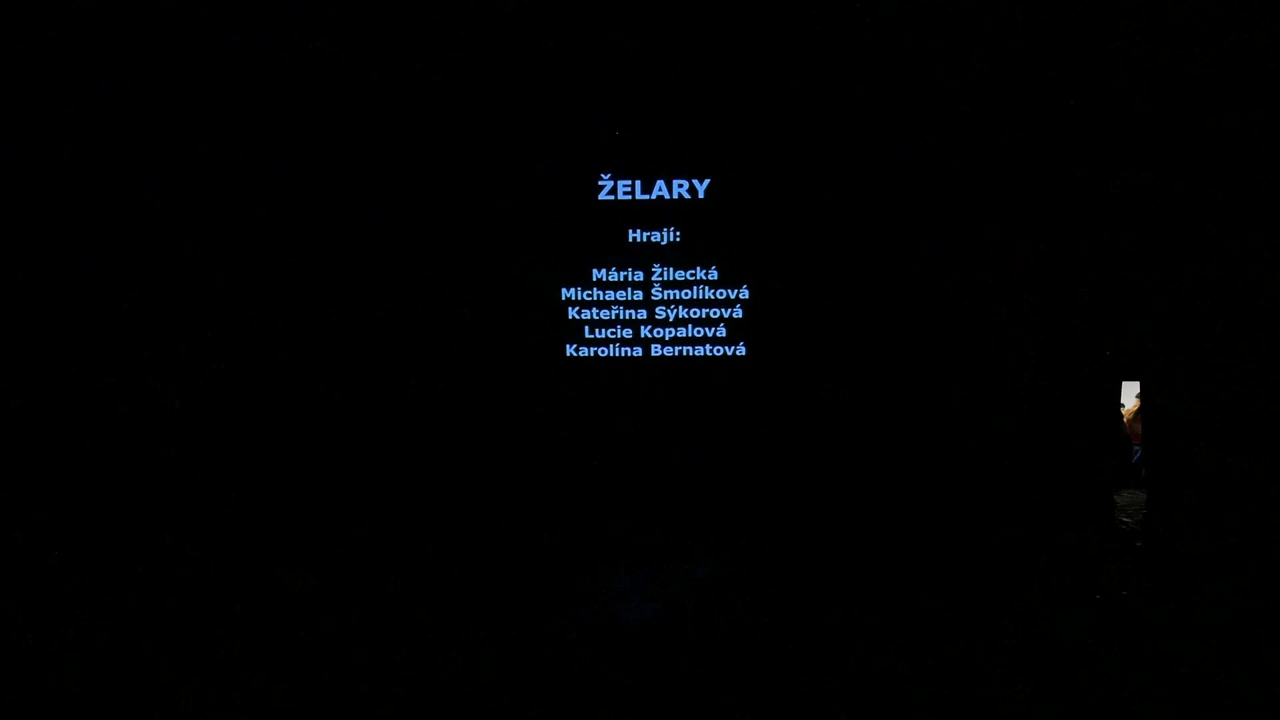 ŽELARY
Hrají:
Mária Žilecká
Michaela Šmolíková
Kateřina Sýkorová
Lucie Kopalová
Karolína Bernatová